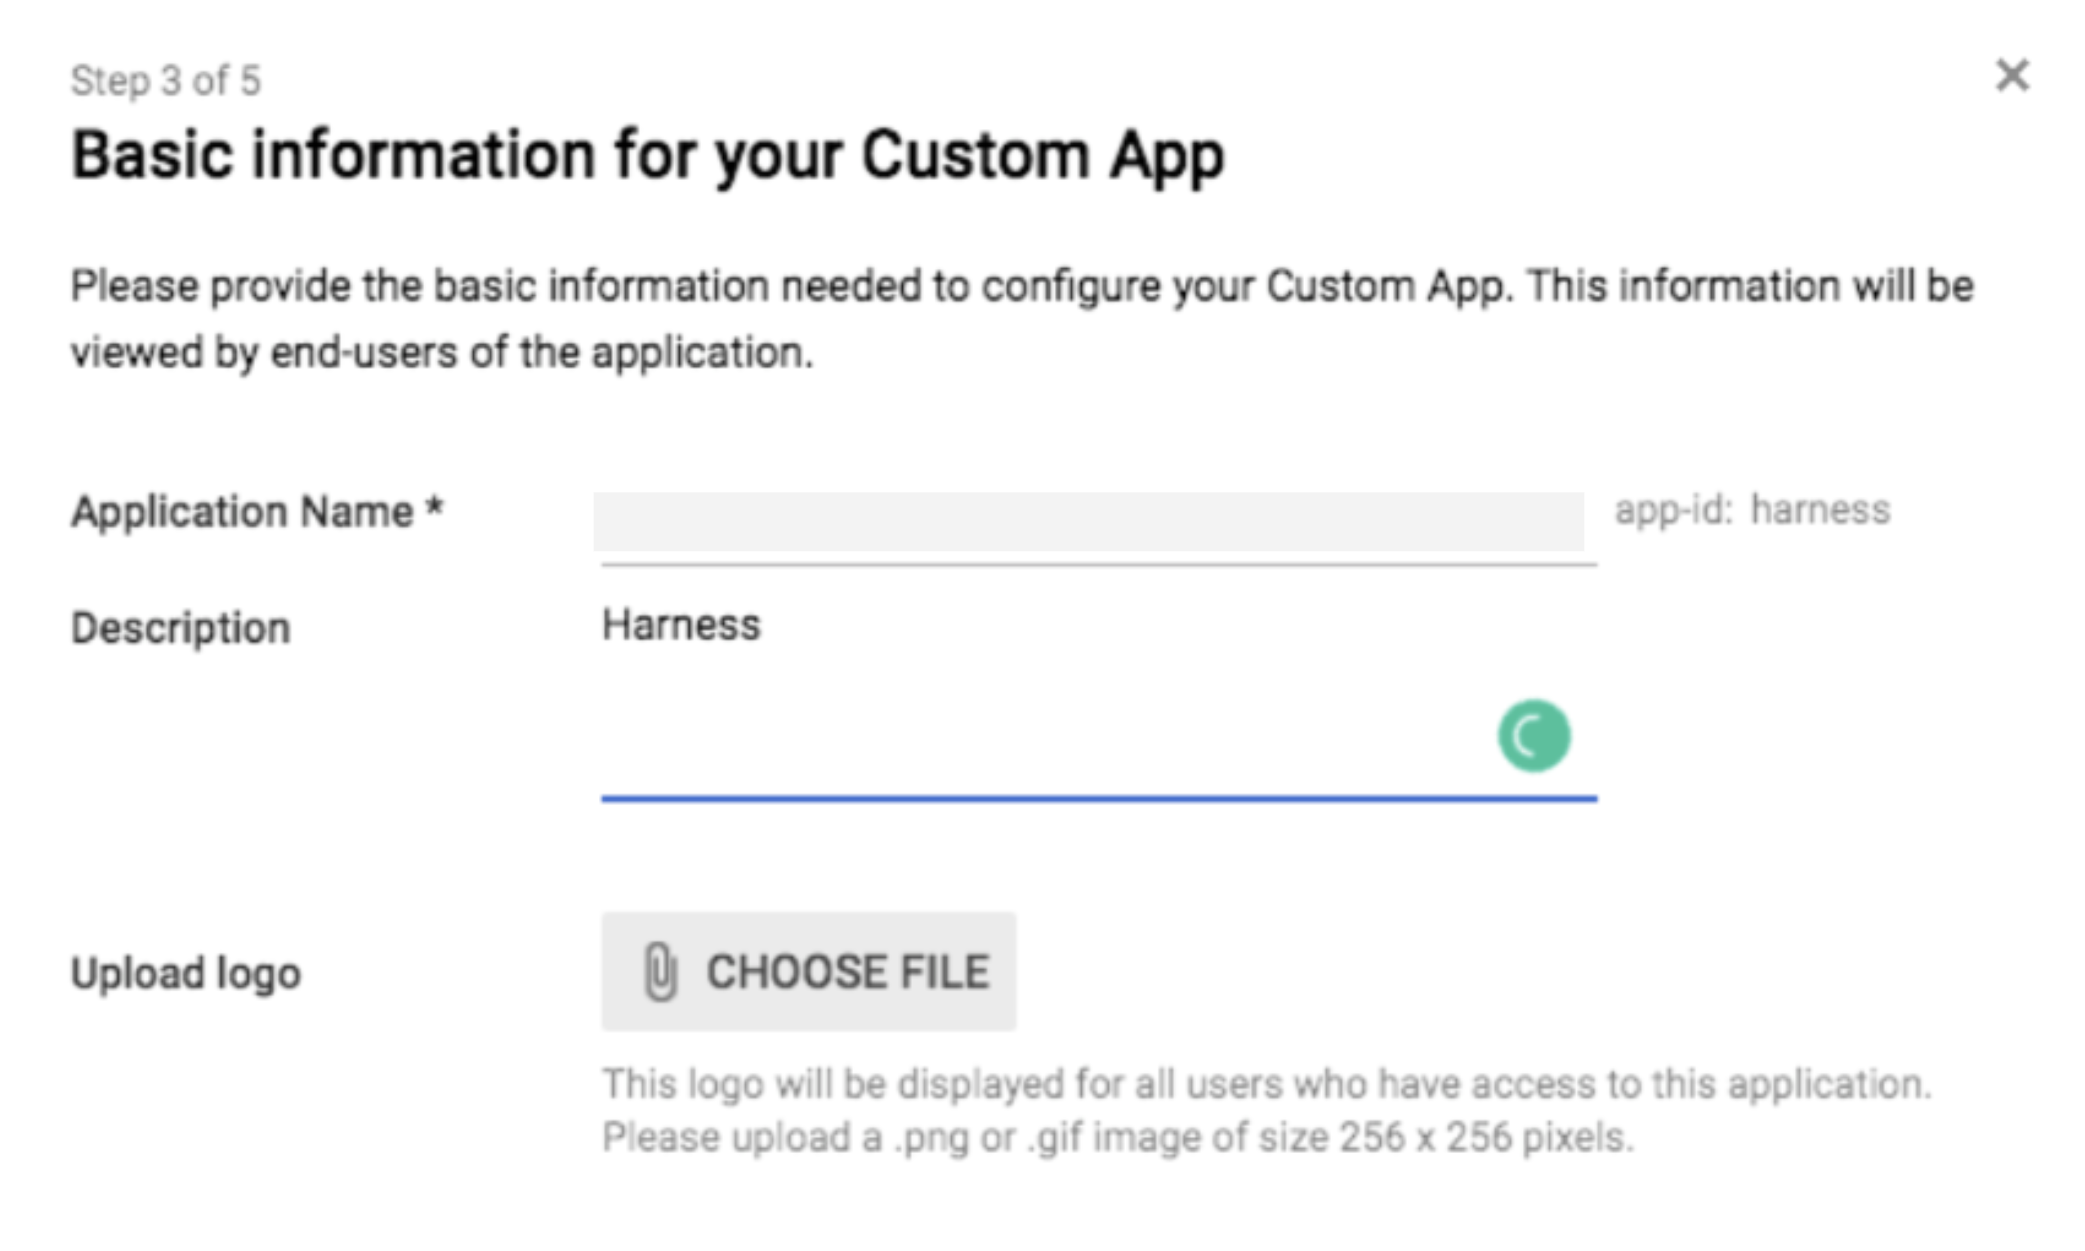 Step 3 of 5
Basic information for your Custom App
Please provide the basic information needed to configure your Custom App. This information will be
viewed by end-users of the application.
Application Name *
app-id: harness
Description
Harness
Upload logo
CHOOSE FILE
This logo will be displayed for all users who have access to this application.
Please upload a .png or .gif image of size 256 x 256 pixels.